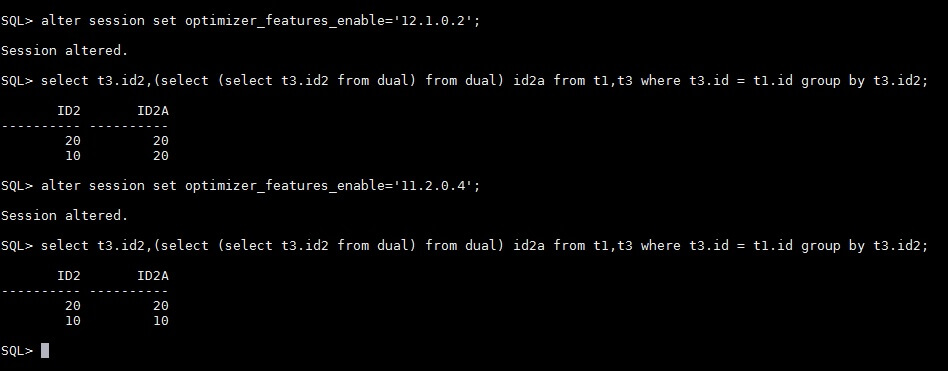 SQL> alter session set optimizer_features_enable='12.1.0.2';
Session altered.
SQL> select t3.id2,(select (select t3.id2 from dual) from dual) id2a from t1,t3 where t3.id = t1.id group by t3.id2;
ID2 ID2A
---------- ----------
20 20
10 20
SQL> alter session set optimizer_features_enable='11.2.0.4';
Session altered.
SQL> select t3.id2,(select (select t3.id2 from dual) from dual) id2a from t1,t3 where t3.id = t1.id group by t3.id2;
ID2 ID2A
---------- ----------
20 20
10 10
SQL>